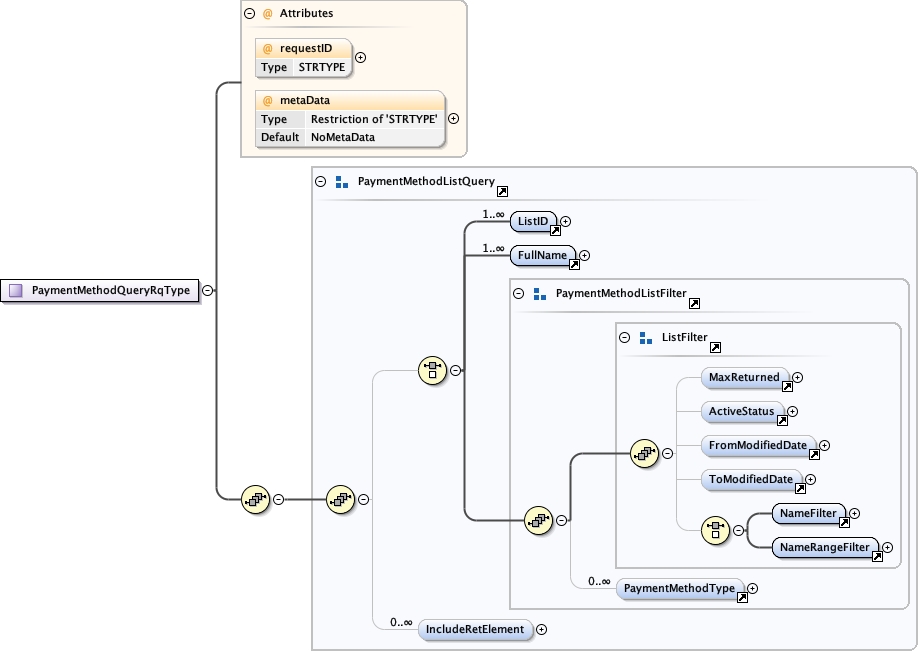 @ Attributes
@ requestID
Type STRTYPE
@ metaData
Type Restriction of 'STRTYPE'
Default NoMetaData
PaymentMethodListQuery
1..∞
ListID
1..∞
FullName
PaymentMethodQueryRqType
PaymentMethodListFilter
ListFilter
MaxReturned
ActiveStatus
FromModifiedDate
ToModifiedDate
NameFilter
NameRangeFilter
0..∞
PaymentMethodType
0..∞
IncludeRetElement